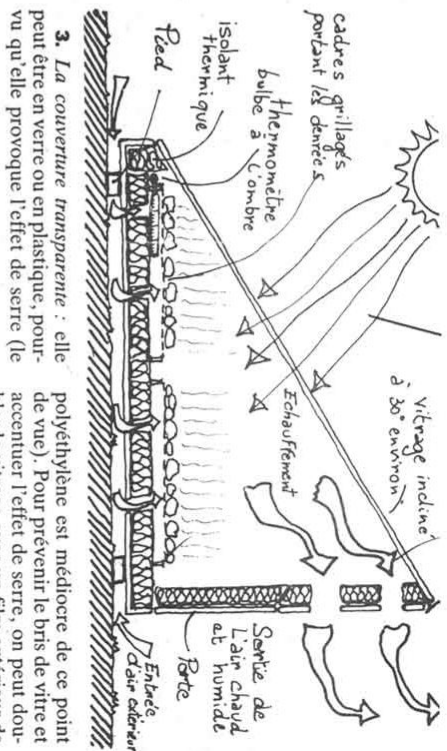 cadres grillagés
portant les denrées
thermomètre
bulbe à l'ombre
isolant
thermique
Pied
vitrage incliné
à 30° environ
Echauffement
Sortie de
L'air chaud
et humide
Porte
Entrée
d'air extérieur
3. La couverture transparente : elle
peut être en verre ou en plastique, pour-
vu qu'elle provoque l'effet de serre (le
polyéthylène est médiocre de ce point
de vue). Pour prévenir le bris de vitre et
accentuer l'effet de serre, on peut dou-